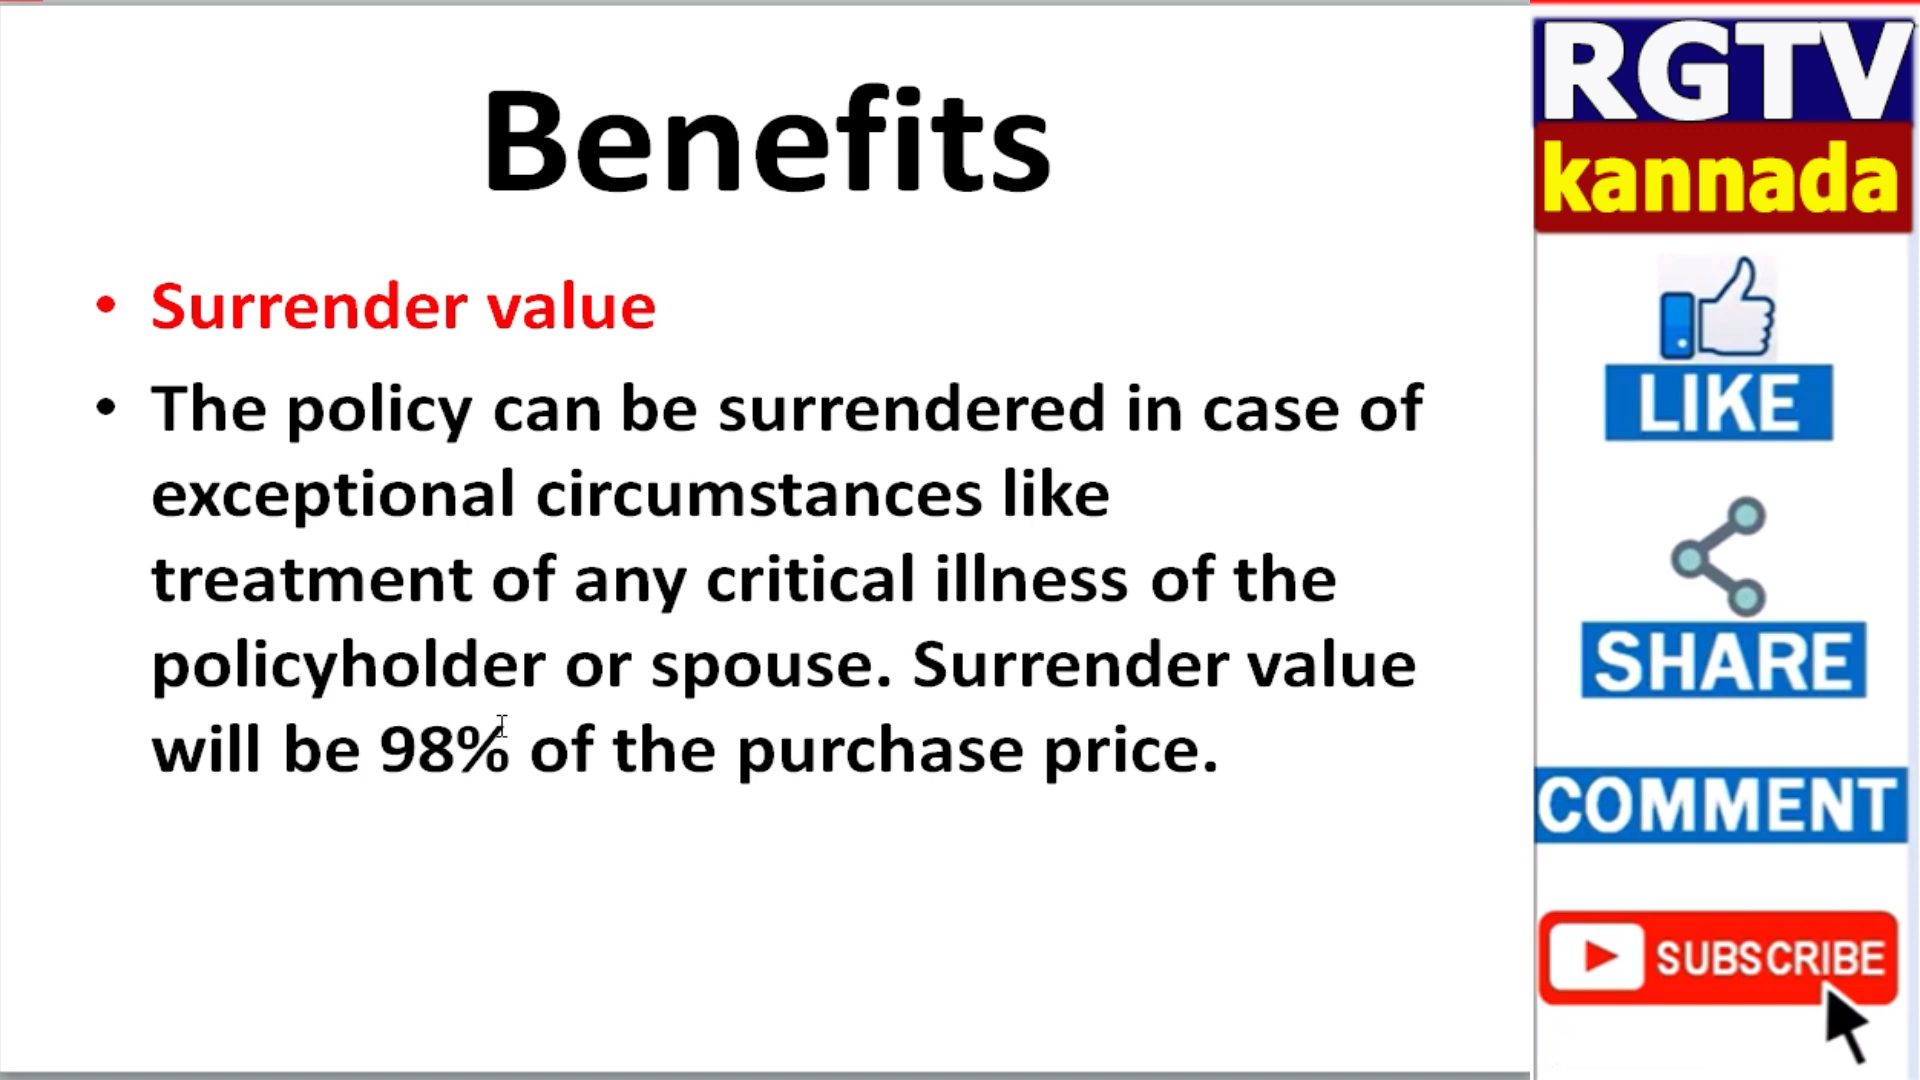 Benefits
• Surrender value
• The policy can be surrendered in case of
exceptional circumstances like
treatment of any critical illness of the
policyholder or spouse. Surrender value
will be 98% of the purchase price.
RGTV
kannada
LIKE
SHARE
COMMENT
SUBSCRIBE